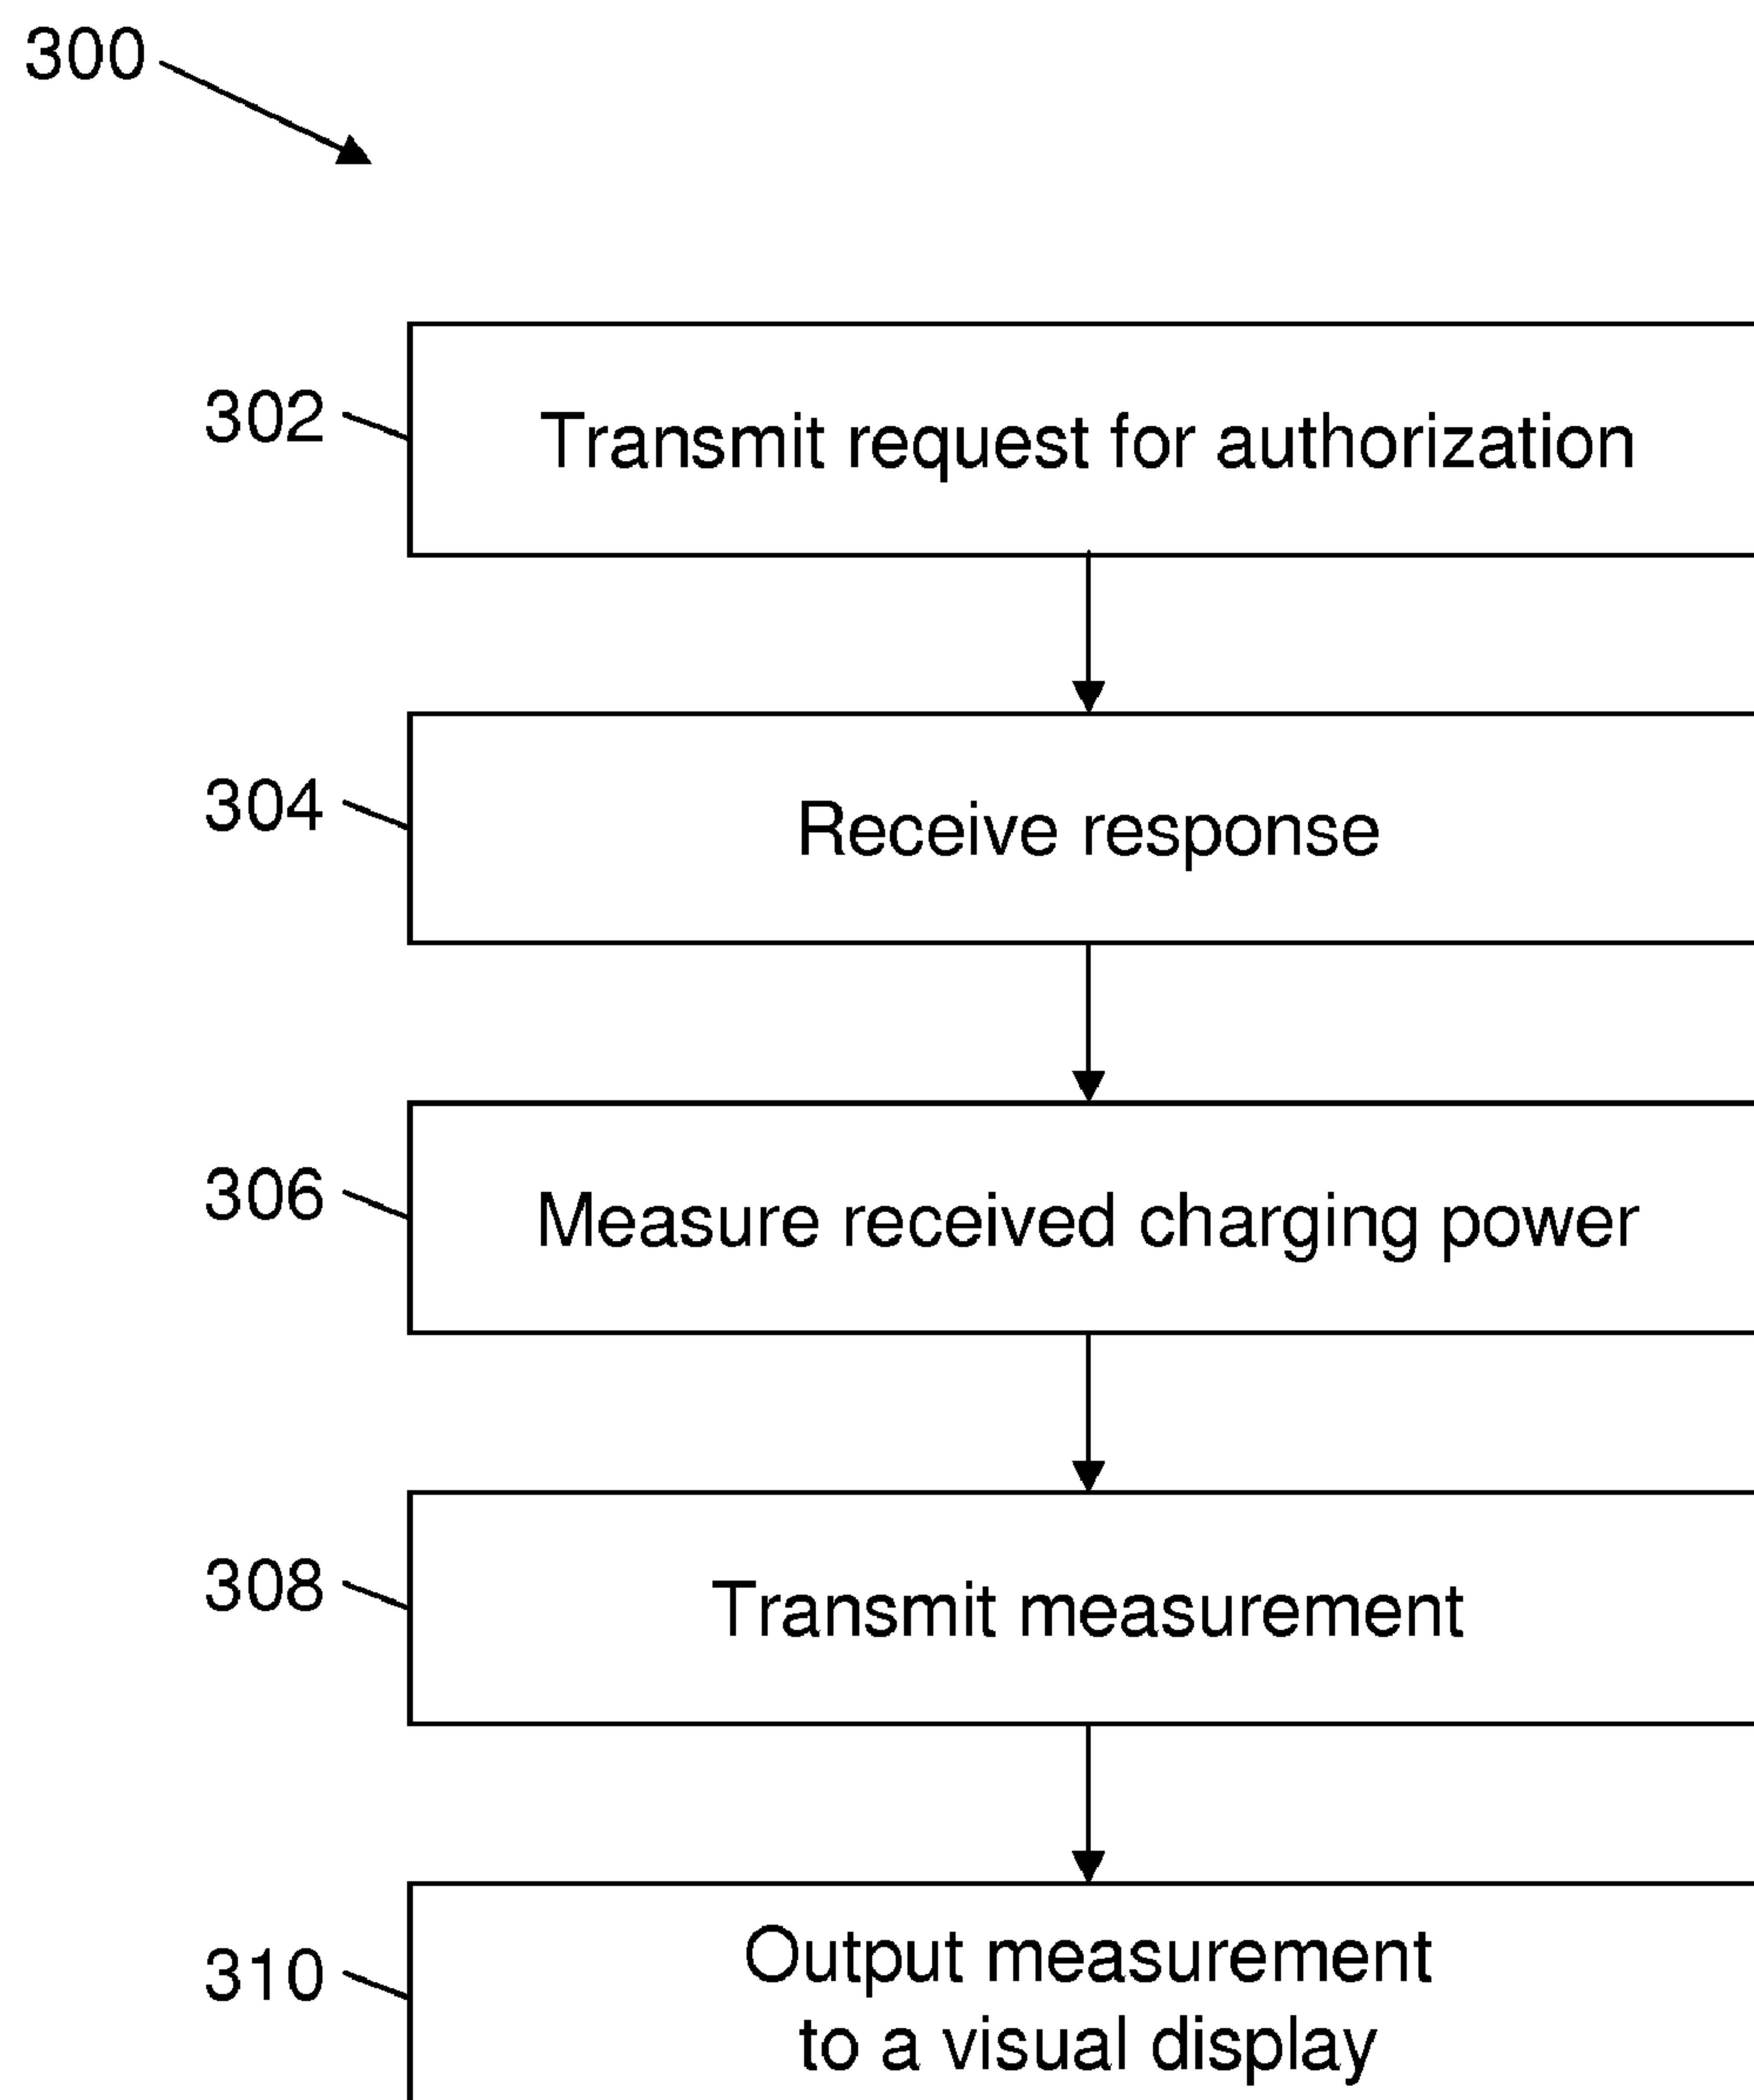 300
302
Transmit request for authorization
304
Receive response
306
Measure received charging power
308
Transmit measurement
310
Output measurement
to a visual display